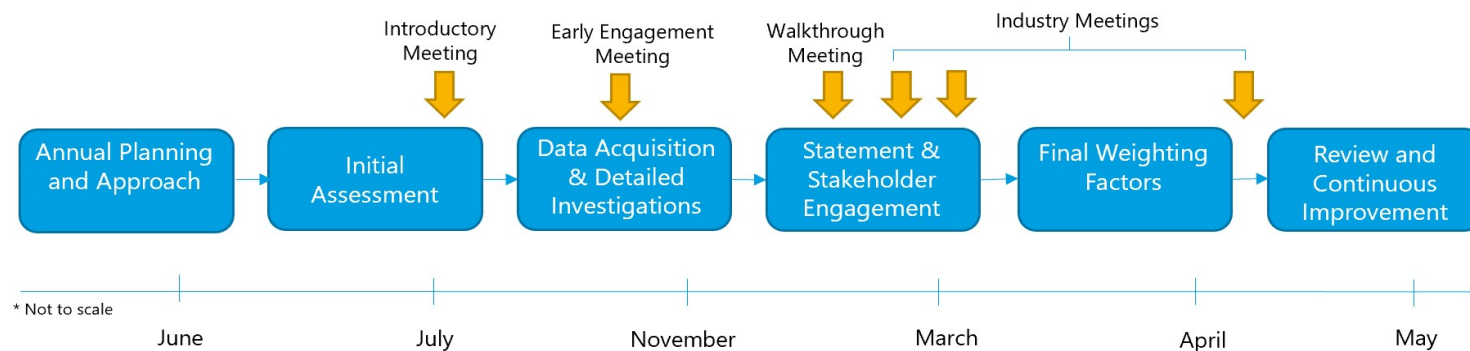 Introductory
Meeting
Early Engagement
Meeting
Walkthrough
Meeting
Industry Meetings
Annual Planning
and Approach
Initial
Assessment
Data Acquisition
& Detailed
Investigations
Statement &
Stakeholder
Engagement
Final Weighting
Factors
Review and
Continuous
Improvement
* Not to scale
June
July
November
March
April
May